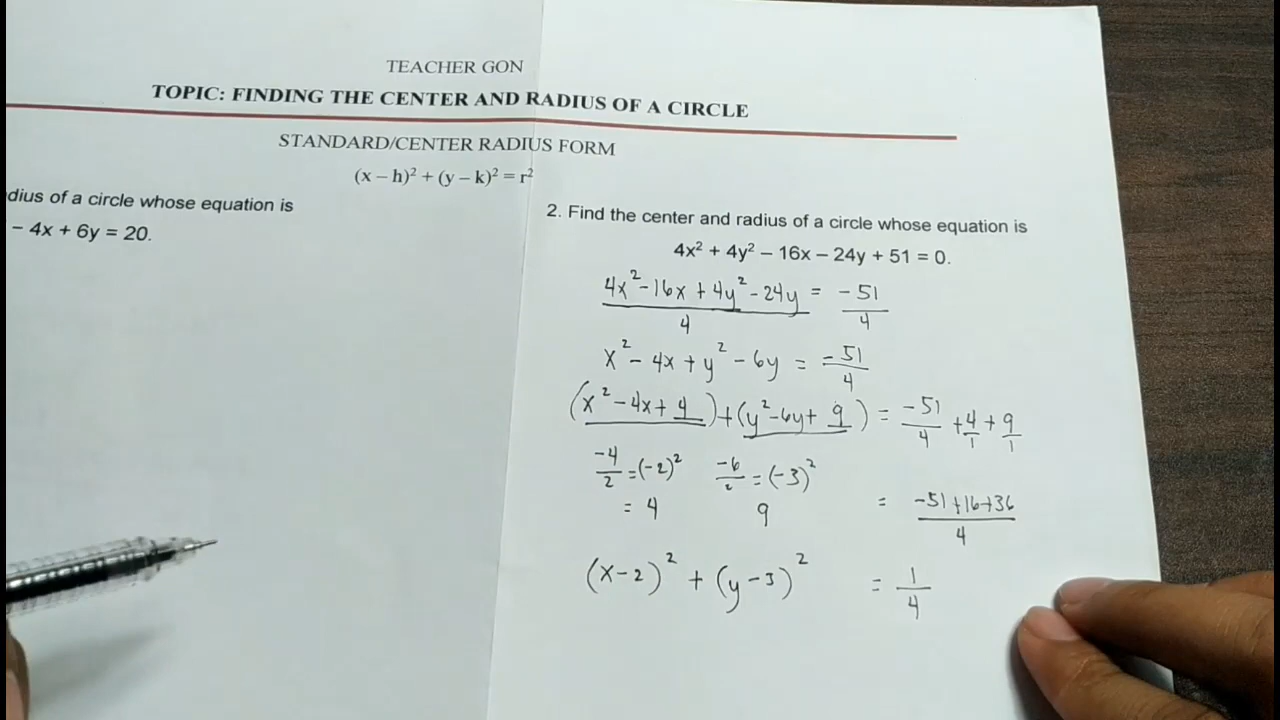 TEACHER GON
TOPIC: FINDING THE CENTER AND RADIUS OF A CIRCLE
STANDARD/CENTER RADIUS FORM
(x – h)² + (y – k)² = r²
dius of a circle whose equation is
– 4x + 6y = 20.
2. Find the center and radius of a circle whose equation is
4x² + 4y² – 16x – 24y + 51 = 0.
4x² - 16x + 4y² - 24y = -51
4 4
x² - 4x + y² - 6y = -51/4
(x² - 4x + 4) + (y² - 6y + 9) = -51/4 + 4/1 + 9/1
-4/2 = (-2)² -6/2 = (-3)²
= 4 9 = -51+16+36
4
(x-2)² + (y-3)² = 1/4